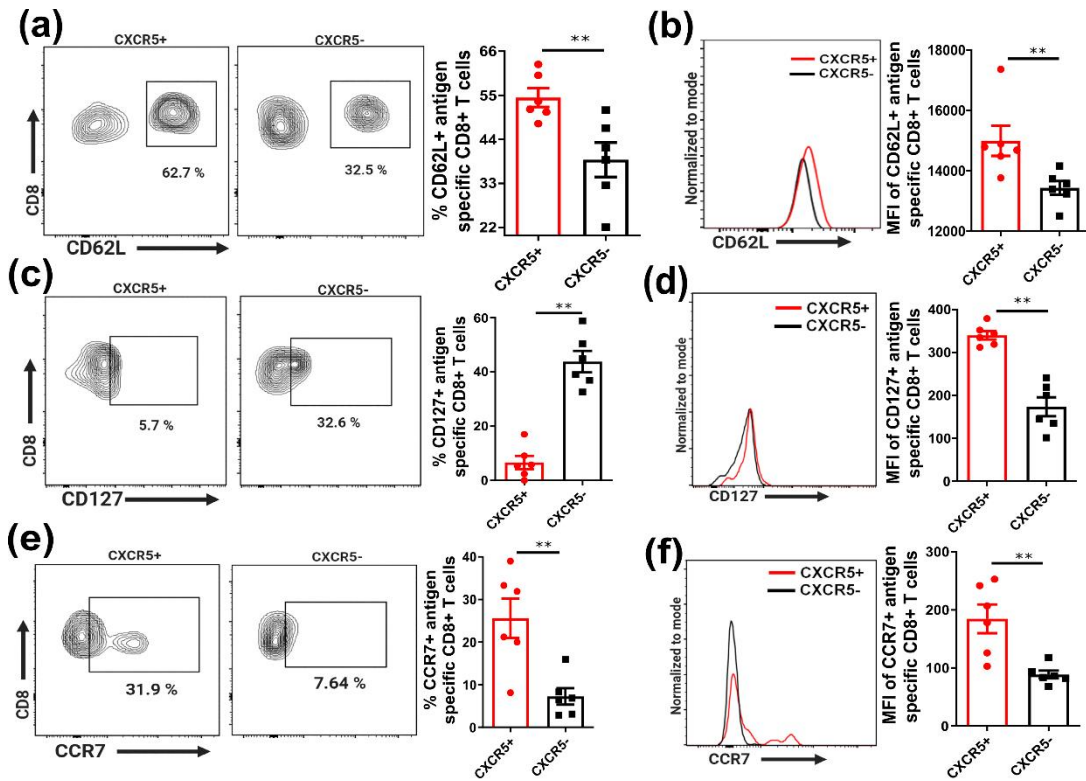 (a)
CXCR5+
CXCR5-
CD8
62.7 %
32.5 %
CD62L
% CD62L+ antigen
specific CD8+ T cells
66
55
44
33
22
**
CXCR5+
CXCR5-
(b)
Normalized to mode
CXCR5+
CXCR5-
CD62L
MFI of CD62L+ antigen
specific CD8+ T cells
18000
16000
14000
12000
**
CXCR5+
CXCR5-
(c)
CXCR5+
CXCR5-
CD8
5.7 %
32.6 %
CD127
% CD127+ antigen
specific CD8+ T cells
60
40
20
0
**
CXCR5+
CXCR5-
(d)
Normalized to mode
CXCR5+
CXCR5-
CD127
MFI of CD127+ antigen
specific CD8+ T cells
400
300
200
100
**
CXCR5+
CXCR5-
(e)
CXCR5+
CXCR5-
CD8
31.9 %
7.64 %
CCR7
% CCR7+ antigen
specific CD8+ T cells
40
30
20
10
0
**
CXCR5+
CXCR5-
(f)
Normalized to mode
CXCR5+
CXCR5-
CCR7
MFI of CCR7+ antigen
specific CD8+ T cells
300
200
100
0
**
CXCR5+
CXCR5-